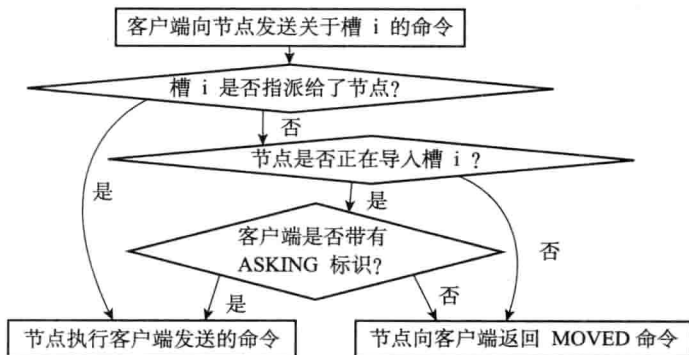 客户端向节点发送关于槽 i 的命令
槽 i 是否指派给了节点?
否
节点是否正在导入槽 i ?
是
是
客户端是否带有
ASKING 标识?
否
是
否
节点执行客户端发送的命令
节点向客户端返回 MOVED 命令